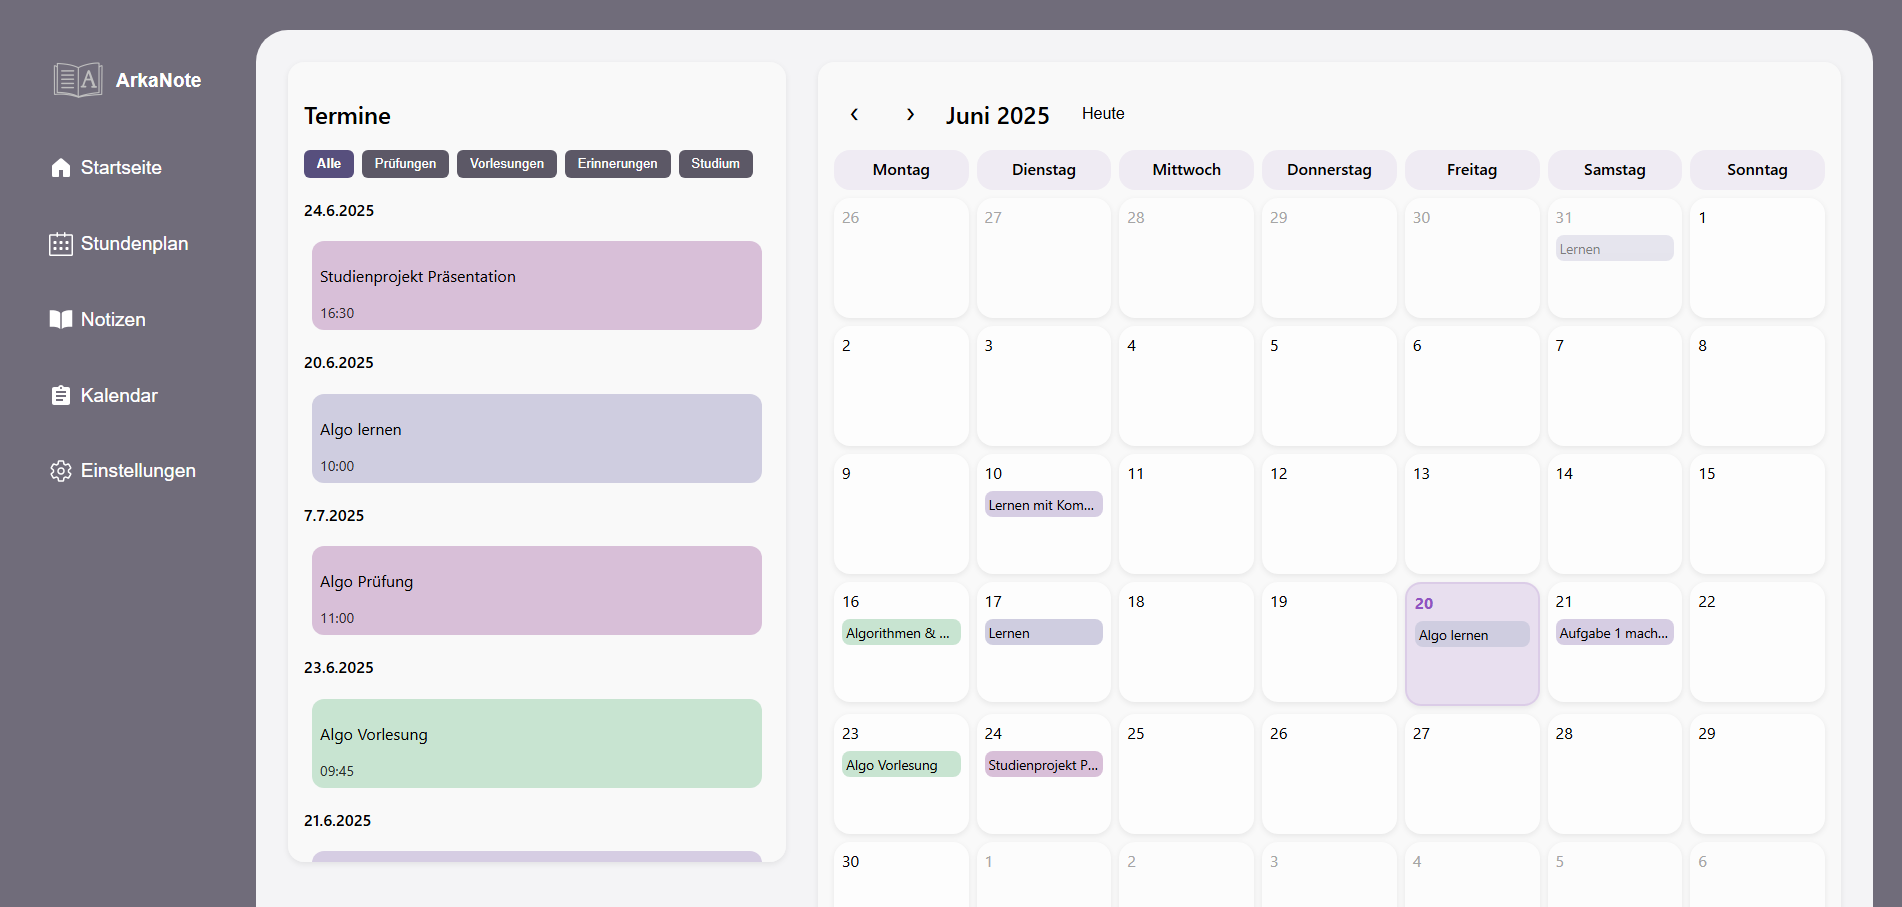 ArkaNote
Startseite
Stundenplan
Notizen
Kalendar
Einstellungen
Termine
Alle Prüfungen Vorlesungen Erinnerungen Studium
24.6.2025
Studienprojekt Präsentation
16:30
20.6.2025
Algo lernen
10:00
7.7.2025
Algo Prüfung
11:00
23.6.2025
Algo Vorlesung
09:45
21.6.2025
Juni 2025 Heute
Montag Dienstag Mittwoch Donnerstag Freitag Samstag Sonntag
26 27 28 29 30 31 1
Lernen
2 3 4 5 6 7 8
9 10 11 12 13 14 15
Lernen mit Kom...
16 17 18 19 20 21 22
Algorithmen & ... Lernen Algo lernen Aufgabe 1 mach...
23 24 25 26 27 28 29
Algo Vorlesung Studienprojekt P...
30 1 2 3 4 5 6